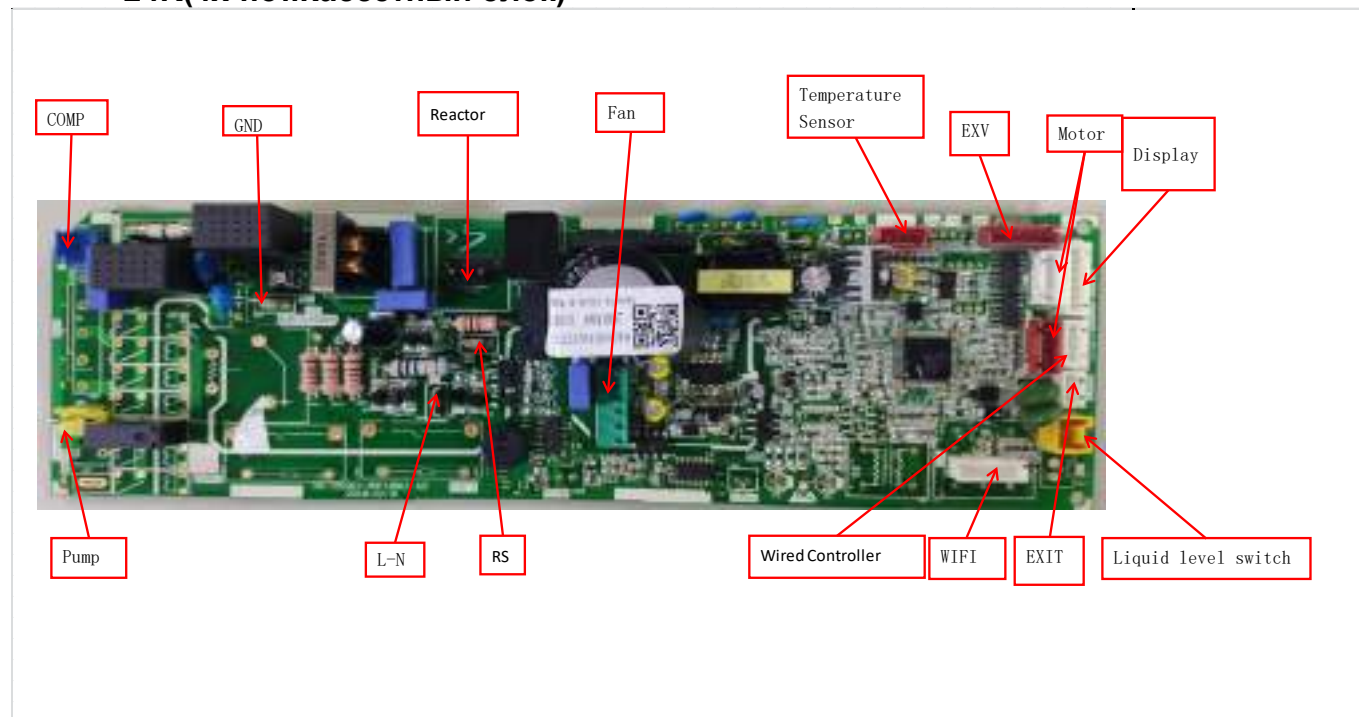 COMP
GND
Reactor
Fan
Temperature
Sensor
EXV
Motor
Display
Pump
L-N
RS
Wired Controller
WIFI
EXIT
Liquid level switch